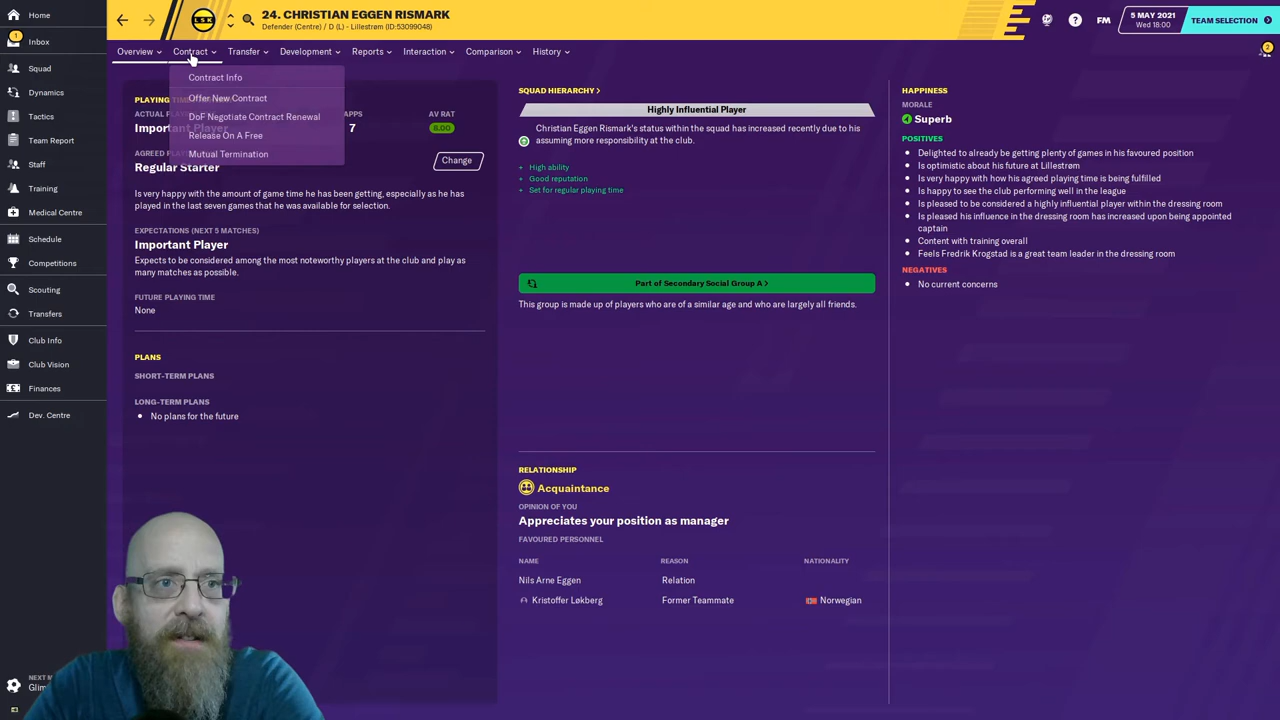 24. CHRISTIAN EGGEN RISMARK
Defender (Centre) / D (L) - Lillestrøm (ID:53099048)
LSK
FM
5 MAY 2021
Wed 18:00
TEAM SELECTION
Overview
Contract
Transfer
Development
Reports
Interaction
Comparison
History
2
1
Inbox
Squad
Dynamics
Tactics
Team Report
Staff
Training
Medical Centre
Schedule
Competitions
Scouting
Transfers
Club Info
Club Vision
Finances
Dev. Centre
NEXT M
Glim
Contract Info
Offer New Contract
DoF Negotiate Contract Renewal
Release On A Free
Mutual Termination
PLAYING
ACTUAL
APPS
AV RAT
Important Player
7
8.00
AGREED
Regular Starter
Change
Is very happy with the amount of game time he has been getting, especially as he has
played in the last seven games that he was available for selection.
EXPECTATIONS (NEXT 5 MATCHES)
Important Player
Expects to be considered among the most noteworthy players at the club and play as
many matches as possible.
FUTURE PLAYING TIME
None
PLANS
SHORT-TERM PLANS
LONG-TERM PLANS
No plans for the future
SQUAD HIERARCHY >
Highly Influential Player
Christian Eggen Rismark's status within the squad has increased recently due to his
assuming more responsibility at the club.
+ High ability
+ Good reputation
+ Set for regular playing time
Part of Secondary Social Group A >
This group is made up of players who are of a similar age and who are largely all friends.
RELATIONSHIP
Acquaintance
OPINION OF YOU
Appreciates your position as manager
FAVOURED PERSONNEL
NAME REASON NATIONALITY
Nils Arne Eggen Relation
Kristoffer Løkberg Former Teammate Norwegian
HAPPINESS
MORALE
Superb
POSITIVES
Delighted to already be getting plenty of games in his favoured position
Is optimistic about his future at Lillestrøm
Is very happy with how his agreed playing time is being fulfilled
Is happy to see the club performing well in the league
Is pleased to be considered a highly influential player within the dressing room
Is pleased his influence in the dressing room has increased upon being appointed
captain
Content with training overall
Feels Fredrik Krogstad is a great team leader in the dressing room
NEGATIVES
No current concerns